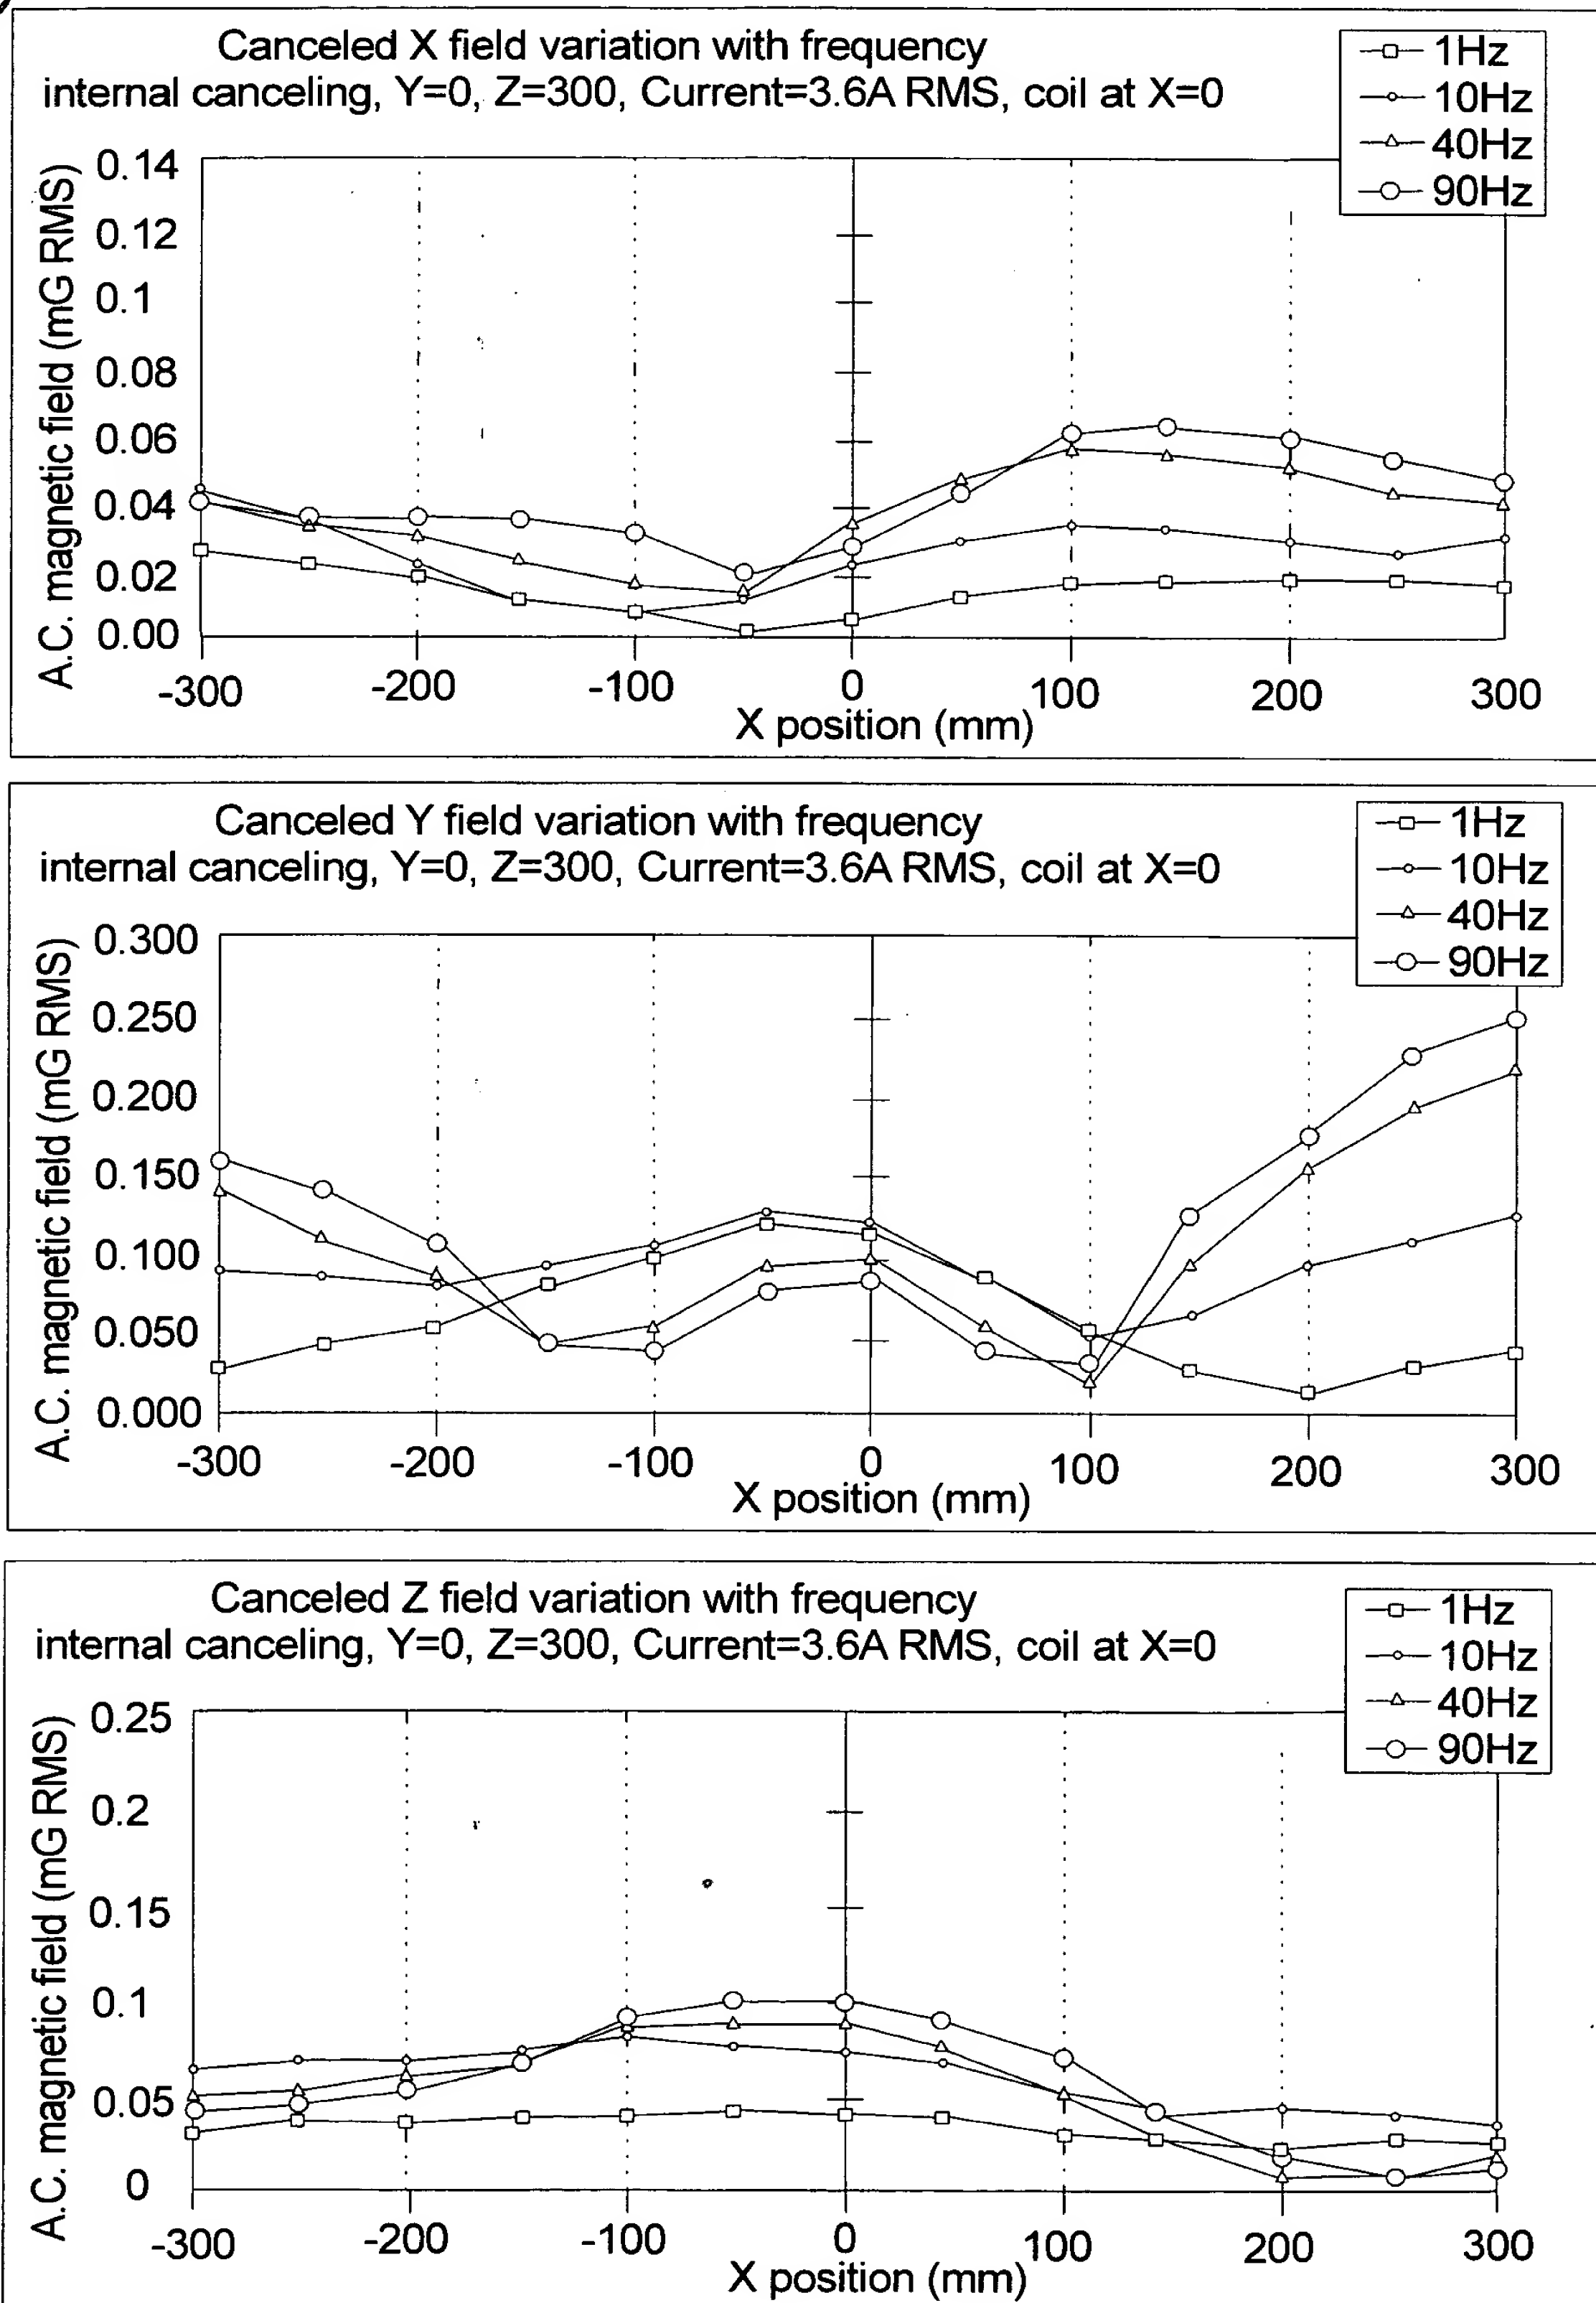 Canceled X field variation with frequency
internal canceling, Y=0, Z=300, Current=3.6A RMS, coil at X=0
1Hz
10Hz
40Hz
90Hz
A.C. magnetic field (mG RMS)
0.14
0.12
0.1
0.08
0.06
0.04
0.02
0.00
-300 -200 -100 0 100 200 300
X position (mm)
Canceled Y field variation with frequency
internal canceling, Y=0, Z=300, Current=3.6A RMS, coil at X=0
1Hz
10Hz
40Hz
90Hz
A.C. magnetic field (mG RMS)
0.300
0.250
0.200
0.150
0.100
0.050
0.000
-300 -200 -100 0 100 200 300
X position (mm)
Canceled Z field variation with frequency
internal canceling, Y=0, Z=300, Current=3.6A RMS, coil at X=0
1Hz
10Hz
40Hz
90Hz
A.C. magnetic field (mG RMS)
0.25
0.2
0.15
0.1
0.05
0
-300 -200 -100 0 100 200 300
X position (mm)